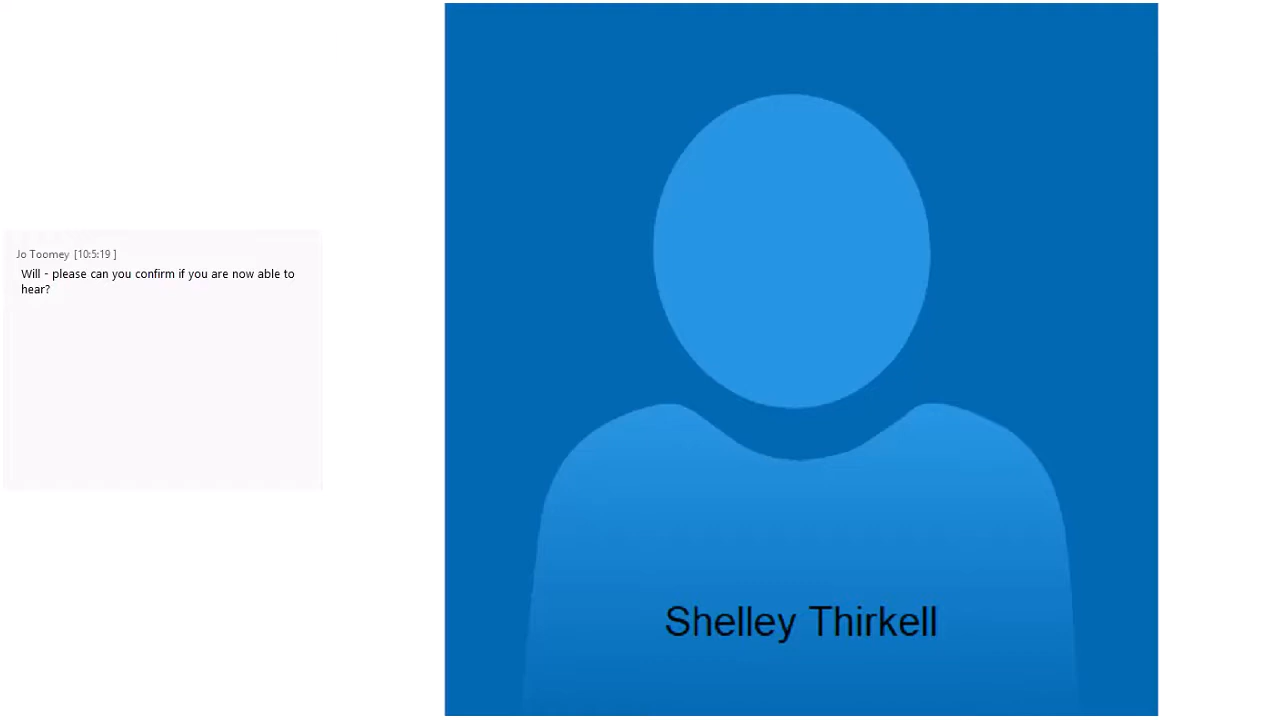 Jo Toomey [10:5:19 ]
Will - please can you confirm if you are now able to
hear?
Shelley Thirkell